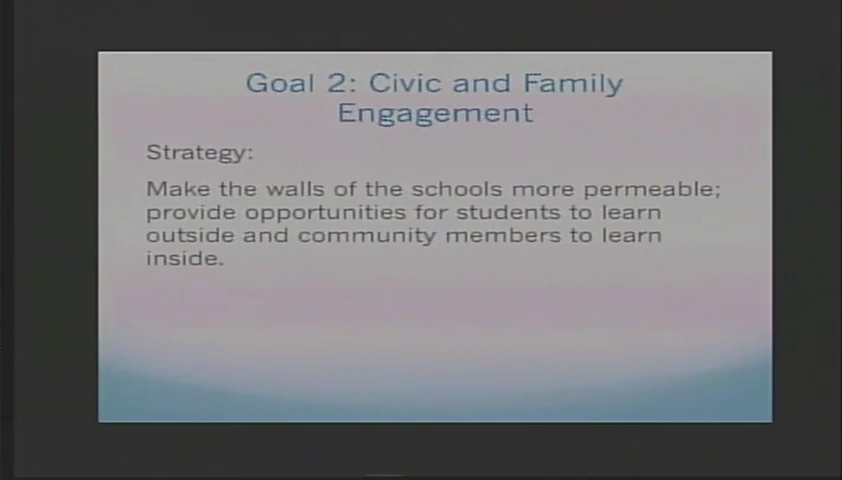 Goal 2: Civic and Family
Engagement
Strategy:
Make the walls of the schools more permeable;
provide opportunities for students to learn
outside and community members to learn
inside.